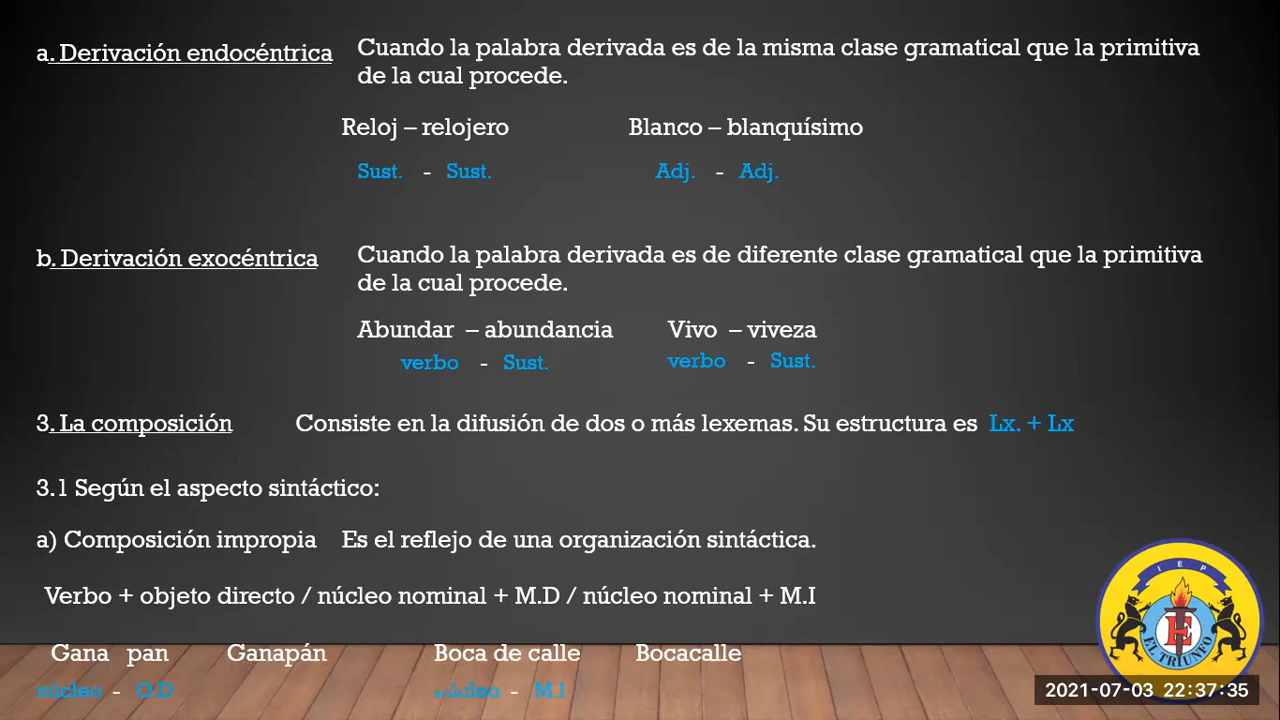 a. Derivación endocéntrica Cuando la palabra derivada es de la misma clase gramatical que la primitiva
de la cual procede.
Reloj – relojero Blanco – blanquísimo
Sust. - Sust. Adj. - Adj.
b. Derivación exocéntrica Cuando la palabra derivada es de diferente clase gramatical que la primitiva
de la cual procede.
Abundar – abundancia Vivo – viveza
verbo - Sust. verbo - Sust.
3. La composición Consiste en la difusión de dos o más lexemas. Su estructura es Lx. + Lx
3.1 Según el aspecto sintáctico:
a) Composición impropia Es el reflejo de una organización sintáctica.
Verbo + objeto directo / núcleo nominal + M.D / núcleo nominal + M.I
Gana pan Ganapán Boca de calle Bocacalle
núcleo - O.D núcleo - M.I
I E P
E T
EL TRIUNFO
2021-07-03 22:37:35